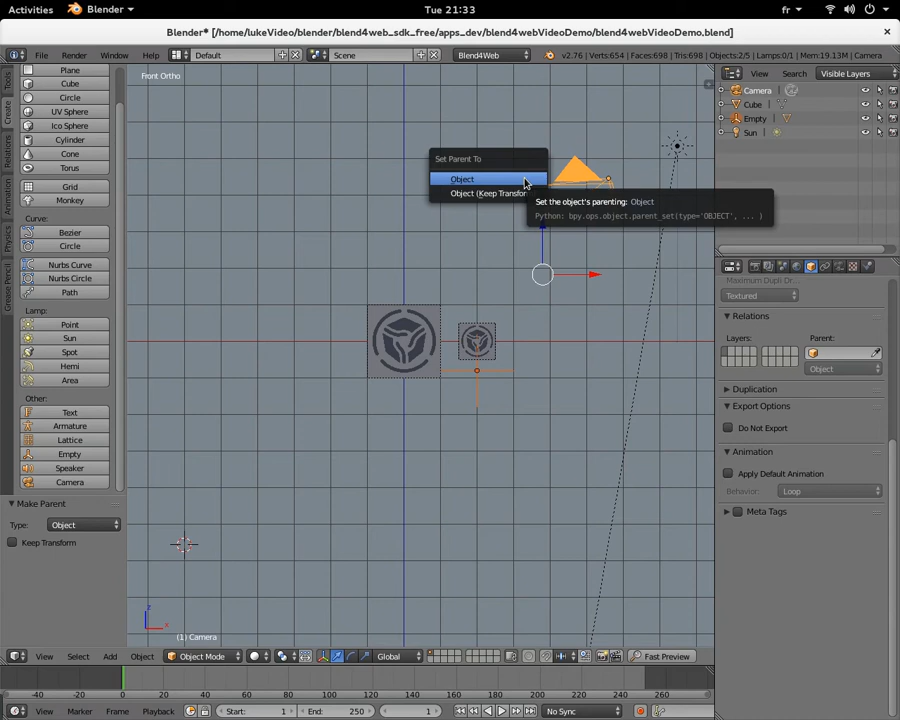 Activities Blender Tue 21:33 fr
Blender* [/home/lukeVideo/blender/blend4web_sdk_free/apps_dev/blend4webVideoDemo/blend4webVideoDemo.blend]
File Render Window Help Default Scene Blend4Web v2.76 | Verts:654 | Faces:698 | Tris:698 | Objects:2/5 | Lamps:0/1 | Mem:19.13M | Camera
Tools
Create
Relations
Animation
Physics
Grease Pencil
Plane
Cube
Circle
UV Sphere
Ico Sphere
Cylinder
Cone
Torus
Grid
Monkey
Curve:
Bezier
Circle
Nurbs Curve
Nurbs Circle
Path
Lamp:
Point
Sun
Spot
Hemi
Area
Other:
Text
Armature
Lattice
Empty
Speaker
Camera
Make Parent
Type: Object
Keep Transform
Front Ortho
Set Parent To
Object
Object (Keep Transfor
Set the object's parenting: Object
Python: bpy.ops.object.parent_set(type='OBJECT', ... )
z
x
(1) Camera
View Search Visible Layers
Camera
Cube
Empty
Sun
Maximum Dupli Dr
Textured
Relations
Layers: Parent:
Object
Duplication
Export Options
Do Not Export
Animation
Apply Default Animation
Behavior: Loop
Meta Tags
View Select Add Object Object Mode Global Fast Preview
-40 -20 0 20 40 60 80 100 120 140 160 180 200 220 240 260
View Marker Frame Playback Start: 1 End: 250 1 No Sync